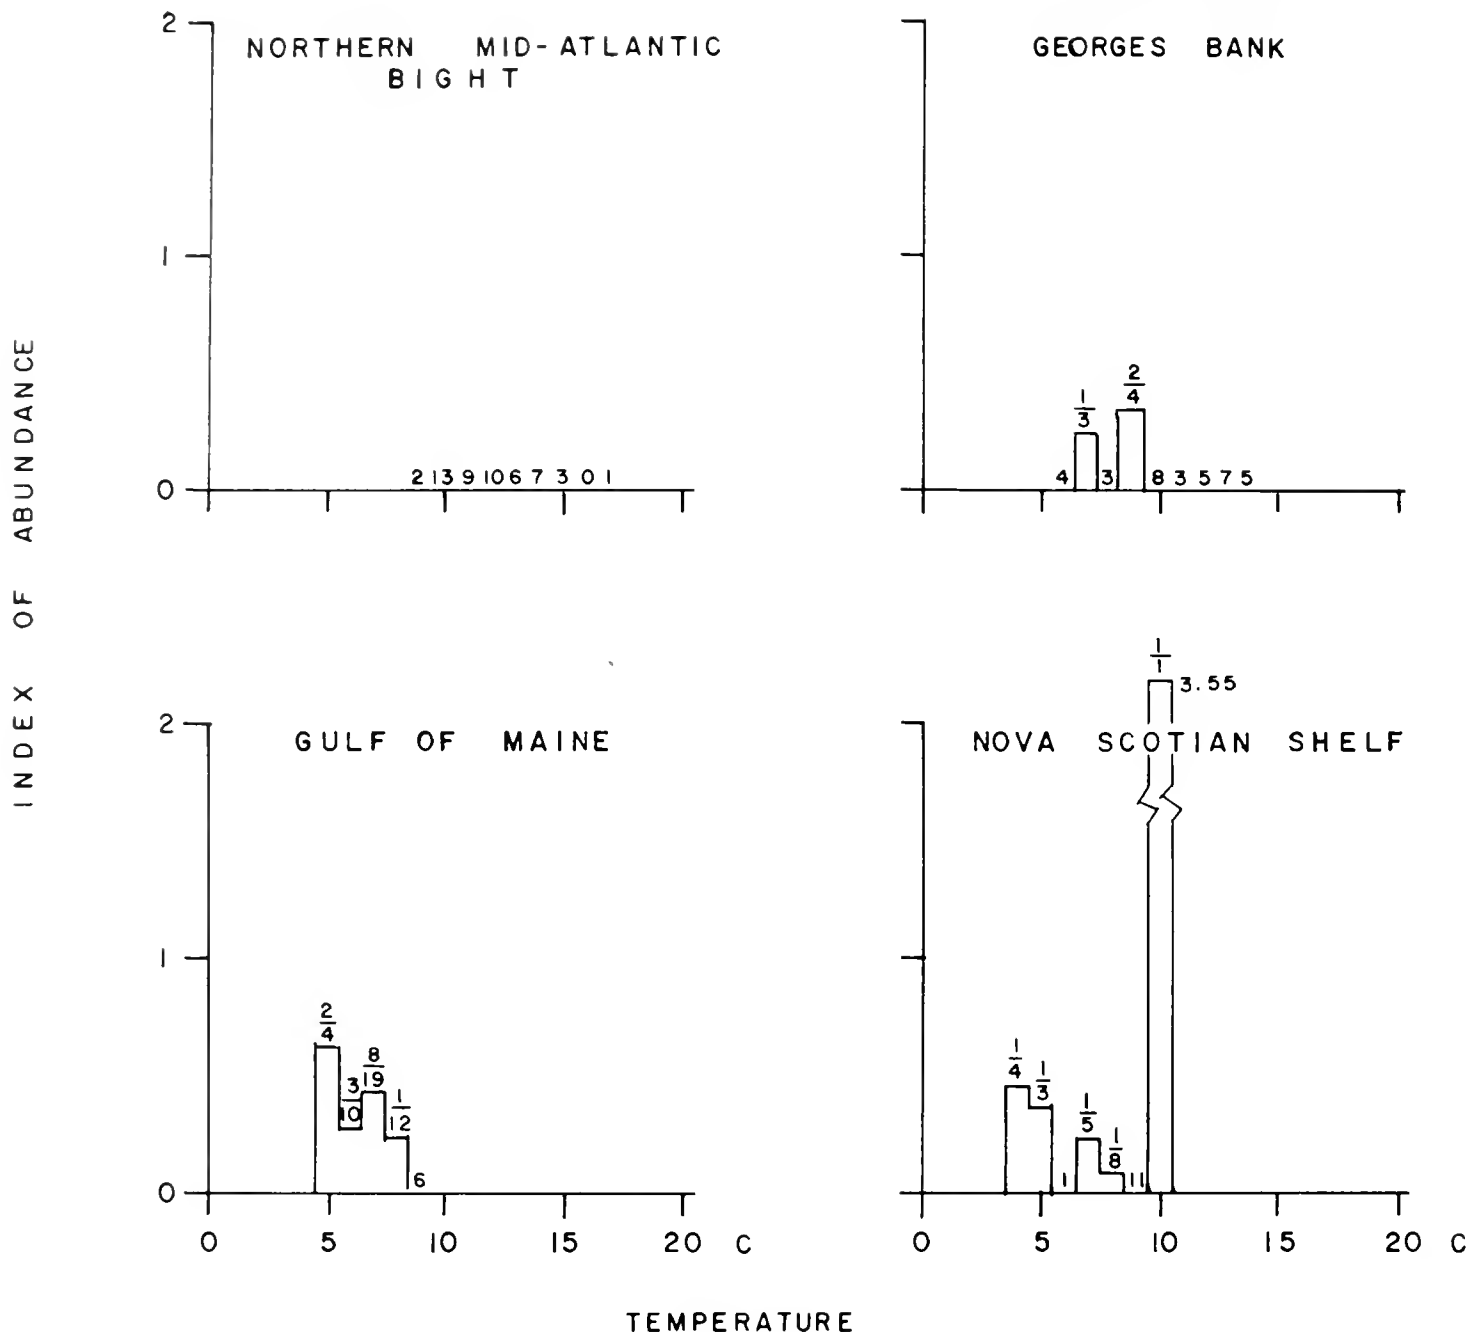 INDEX OF ABUNDANCE
NORTHERN MID-ATLANTIC
BIGHT
2
1
0
2 13 9 10 6 7 3 0 1
GEORGES BANK
1/3
2/4
4 3 8 3 5 7 5
GULF OF MAINE
2
1
0
2/4
3/10
8/19
1/12
6
0 5 10 15 20 C
NOVA SCOTIAN SHELF
1/1
3.55
1/4
1/3
1/5
1/8
1 11
0 5 10 15 20 C
TEMPERATURE